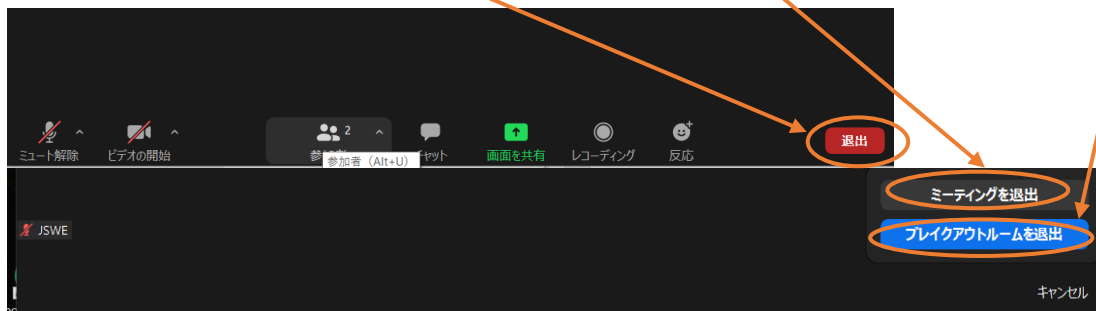 2
ミュート解除 ビデオの開始 参加者 (Alt+U) チャット 画面を共有 レコーディング 反応 退出
ミーティングを退出
JSWE ブレイクアウトルームを退出
キャンセル